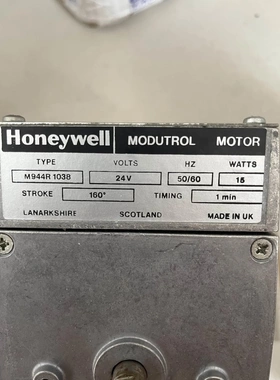 Honeywell MODUTROL MOTOR
TYPE VOLTS HZ WATTS
M944R 1038 24V 50/60 15
STROKE 160° TIMING 1 min
LANARKSHIRE SCOTLAND MADE IN UK